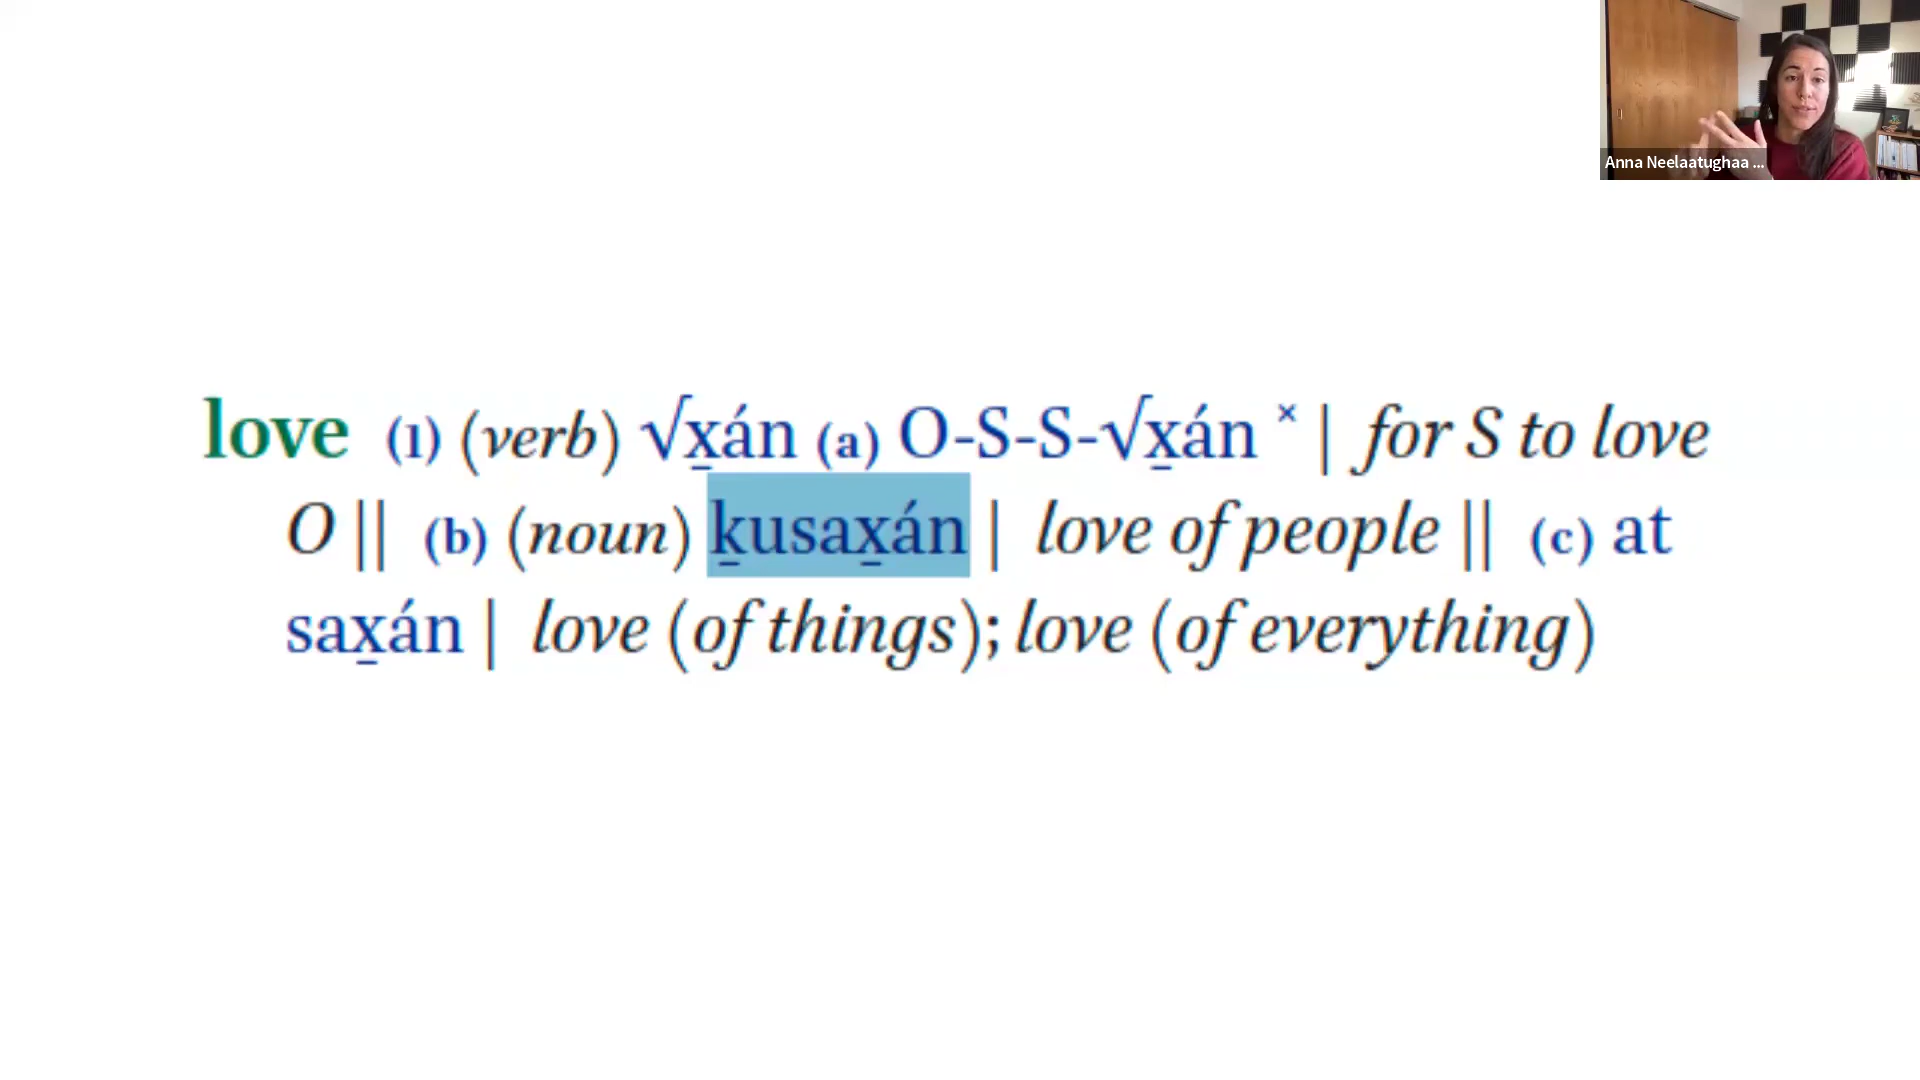 Anna Neelaatughaa ...
love (1) (verb) √x̱án (a) O-S-S-√x̱án ˣ | for S to love
O || (b) (noun) ḵusax̱án | love of people || (c) at
sax̱án | love (of things); love (of everything)